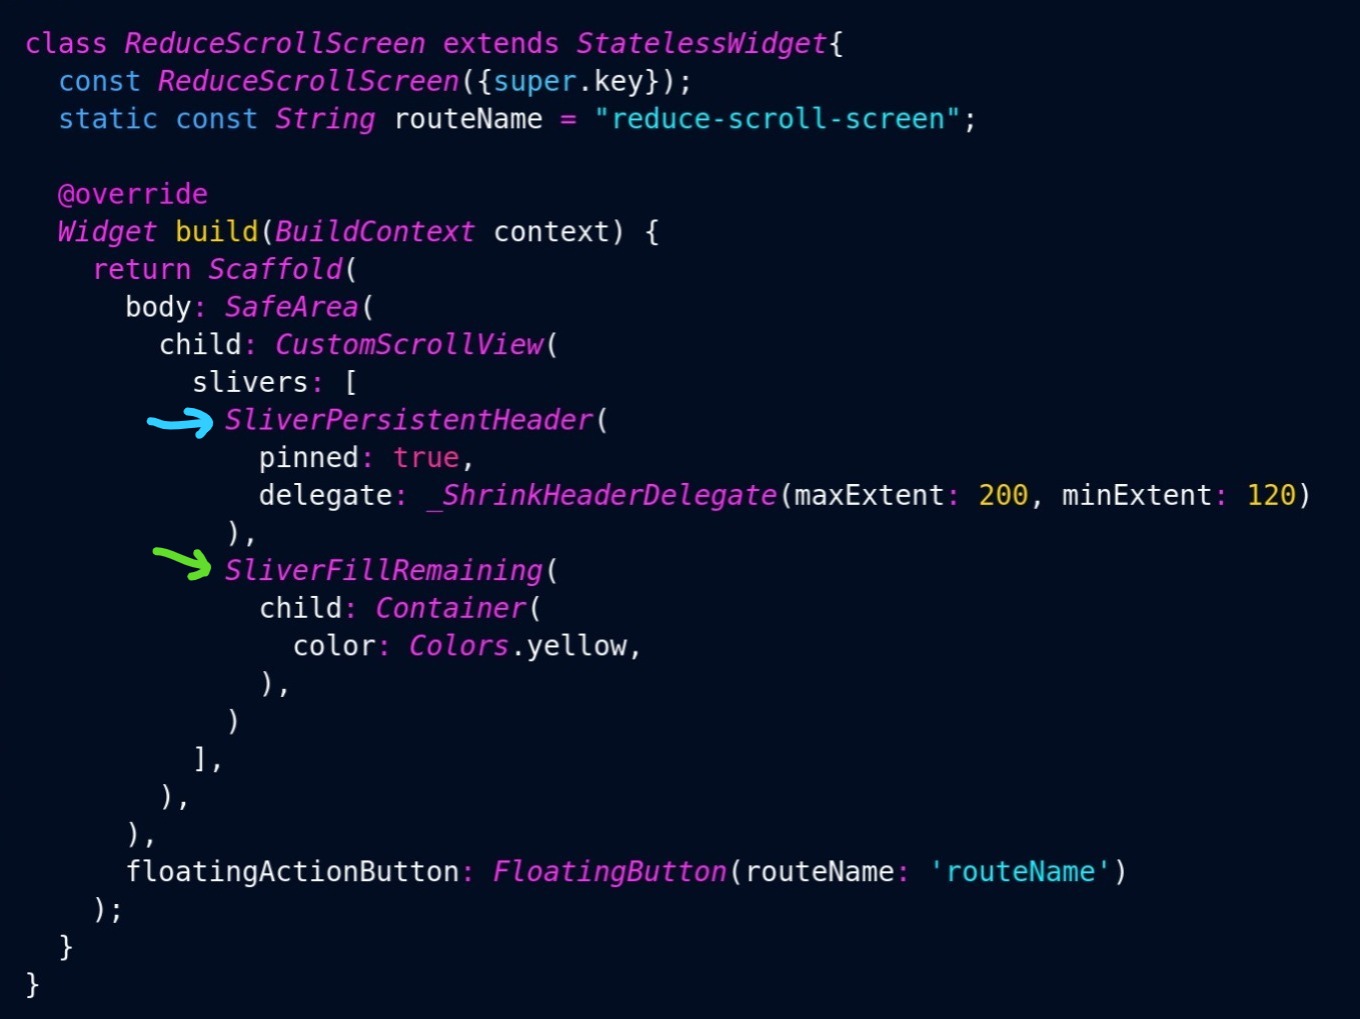 class ReduceScrollScreen extends StatelessWidget{
  const ReduceScrollScreen({super.key});
  static const String routeName = "reduce-scroll-screen";

  @override
  Widget build(BuildContext context) {
    return Scaffold(
      body: SafeArea(
        child: CustomScrollView(
          slivers: [
            SliverPersistentHeader(
              pinned: true,
              delegate: _ShrinkHeaderDelegate(maxExtent: 200, minExtent: 120)
            ),
            SliverFillRemaining(
              child: Container(
                color: Colors.yellow,
              ),
            )
          ],
        ),
      ),
      floatingActionButton: FloatingButton(routeName: 'routeName')
    );
  }
}